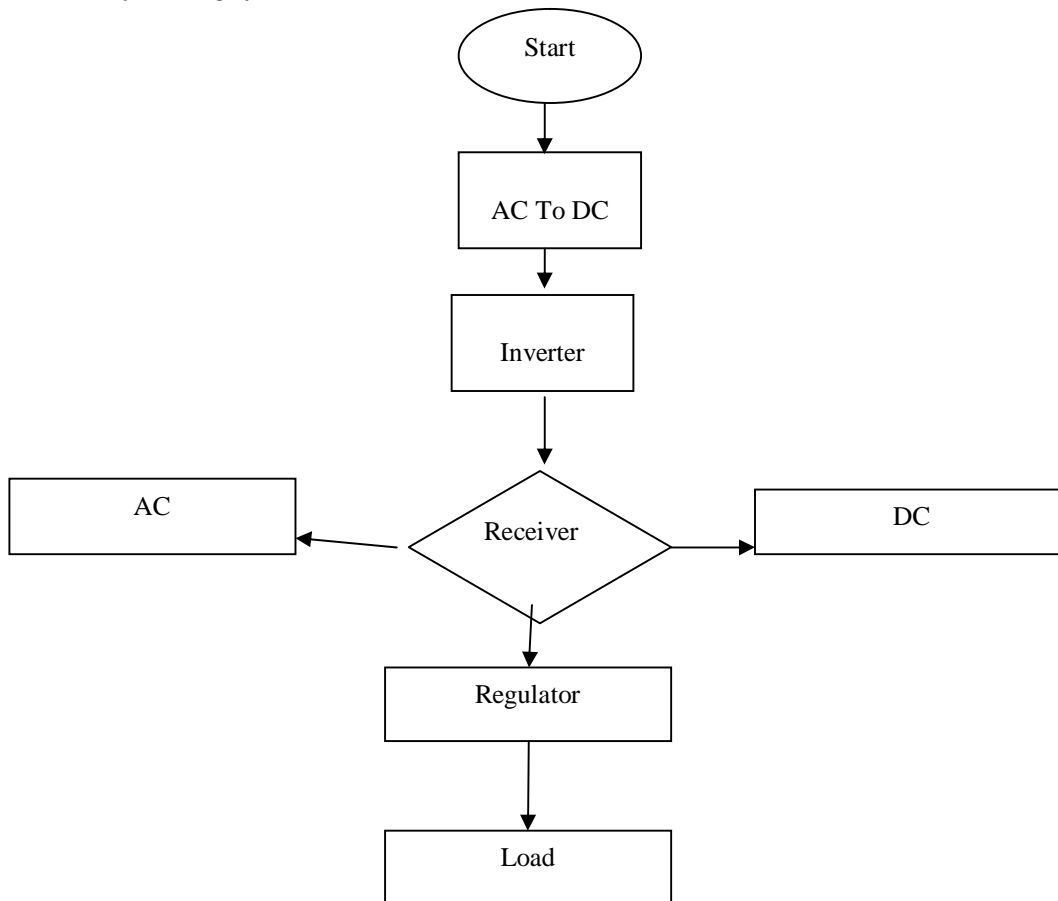 Start
AC To DC
Inverter
AC
Receiver
DC
Regulator
Load